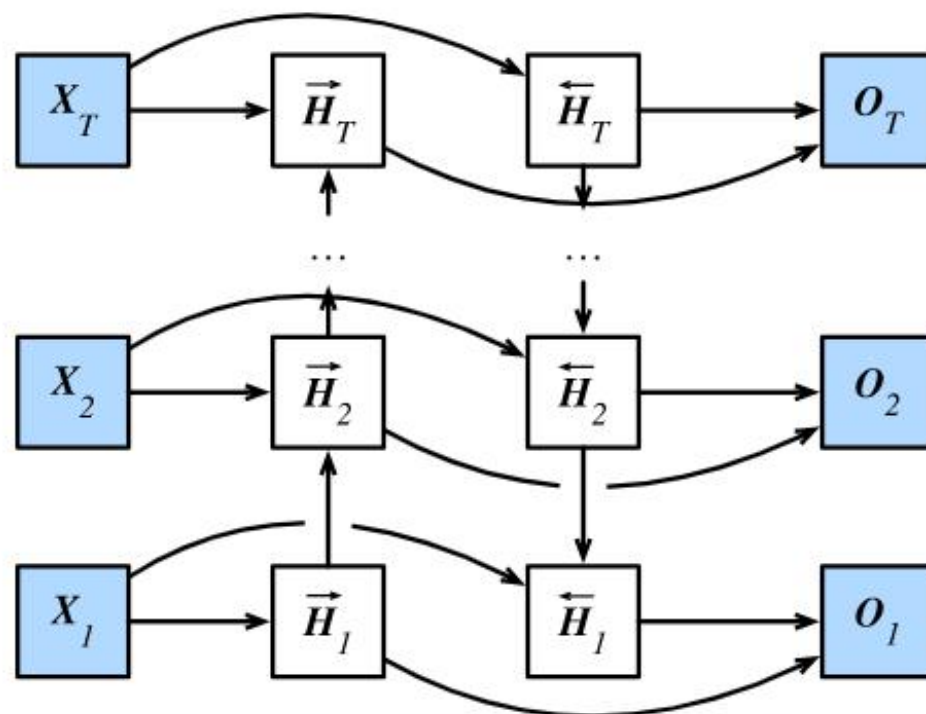 X_T →H_T ←H_T O_T
... ...
X_2 →H_2 ←H_2 O_2
X_1 →H_1 ←H_1 O_1